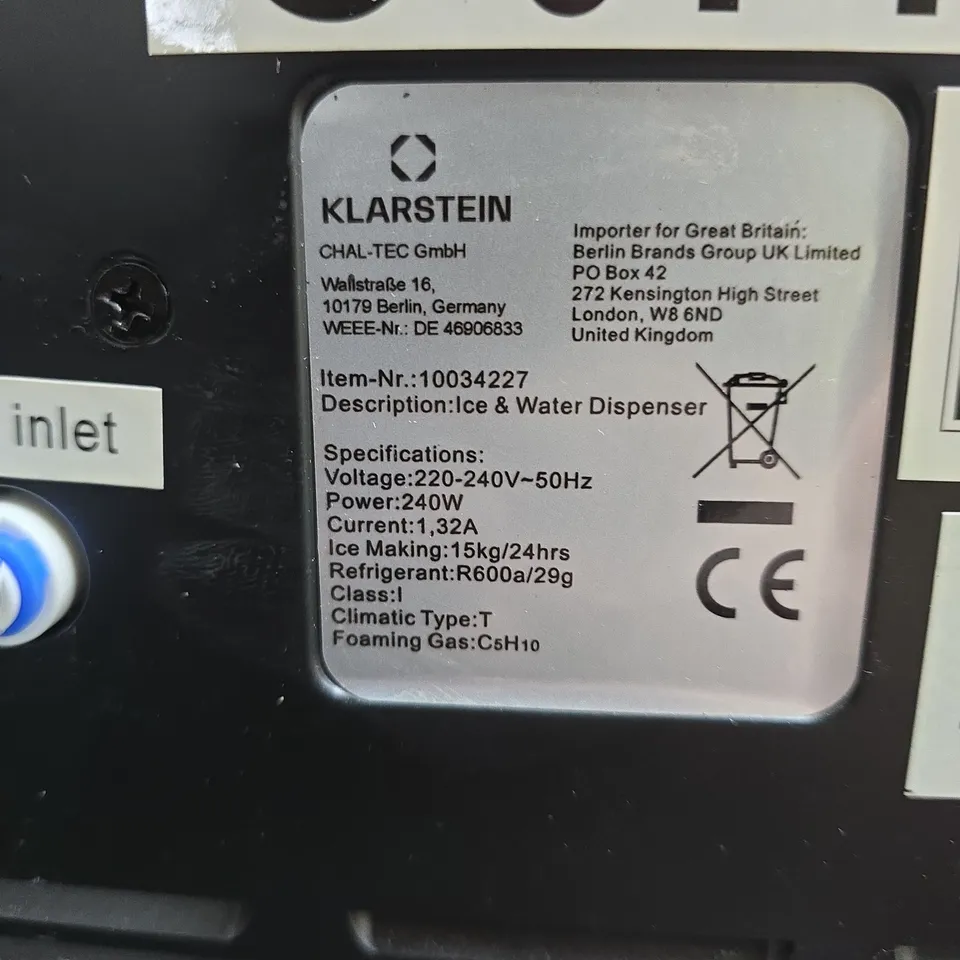 KLARSTEIN
CHAL-TEC GmbH
Wallstraße 16,
10179 Berlin, Germany
WEEE-Nr.: DE 46906833
Importer for Great Britain:
Berlin Brands Group UK Limited
PO Box 42
272 Kensington High Street
London, W8 6ND
United Kingdom
Item-Nr.:10034227
Description:Ice & Water Dispenser
Specifications:
Voltage:220-240V~50Hz
Power:240W
Current:1,32A
Ice Making:15kg/24hrs
Refrigerant:R600a/29g
Class:I
Climatic Type:T
Foaming Gas:C5H10
CE
inlet